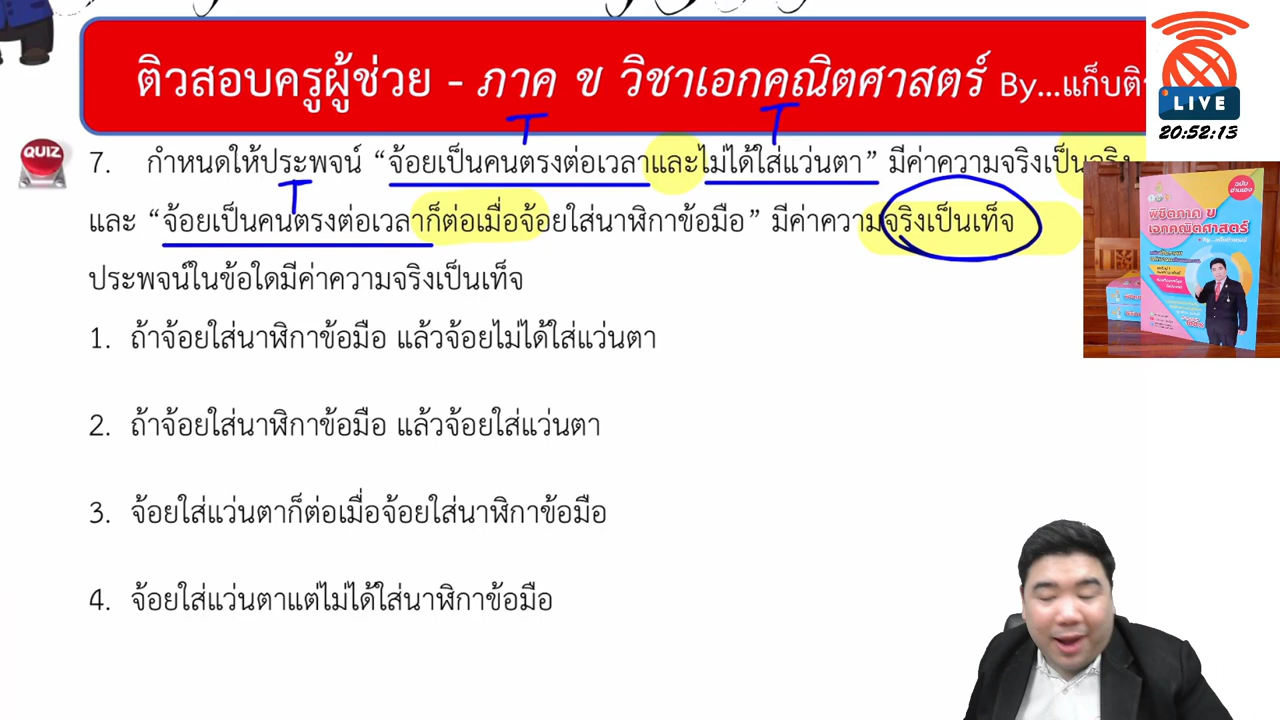 ติวสอบครูผู้ช่วย - ภาค ข วิชาเอกคณิตศาสตร์ By...แก็บติ
LIVE
20:52:13
T T
QUIZ
7. กำหนดให้ประพจน์ “จ้อยเป็นคนตรงต่อเวลาและไม่ได้ใส่แว่นตา” มีค่าความจริงเป็นจริง
T
และ “จ้อยเป็นคนตรงต่อเวลาก็ต่อเมื่อจ้อยใส่นาฬิกาข้อมือ” มีค่าความจริงเป็นเท็จ
ประพจน์ในข้อใดมีค่าความจริงเป็นเท็จ
1. ถ้าจ้อยใส่นาฬิกาข้อมือ แล้วจ้อยไม่ได้ใส่แว่นตา
2. ถ้าจ้อยใส่นาฬิกาข้อมือ แล้วจ้อยใส่แว่นตา
3. จ้อยใส่แว่นตาก็ต่อเมื่อจ้อยใส่นาฬิกาข้อมือ
4. จ้อยใส่แว่นตาแต่ไม่ได้ใส่นาฬิกาข้อมือ
ฉบับ
อ่านเอง
พิชิตภาค ข
เอกคณิตศาสตร์